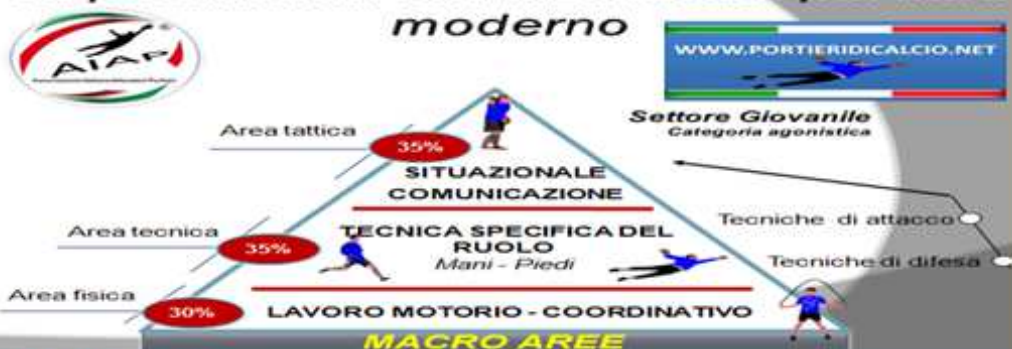 moderno
AIAP
WWW.PORTIERIDICALCIO.NET
Settore Giovanile
Categoria agonistica
Area tattica
35%
SITUAZIONALE
COMUNICAZIONE
Tecniche di attacco
Area tecnica
35%
TECNICA SPECIFICA DEL
RUOLO
Mani - Piedi
Tecniche di difesa
Area fisica
30%
LAVORO MOTORIO - COORDINATIVO
MACRO AREE